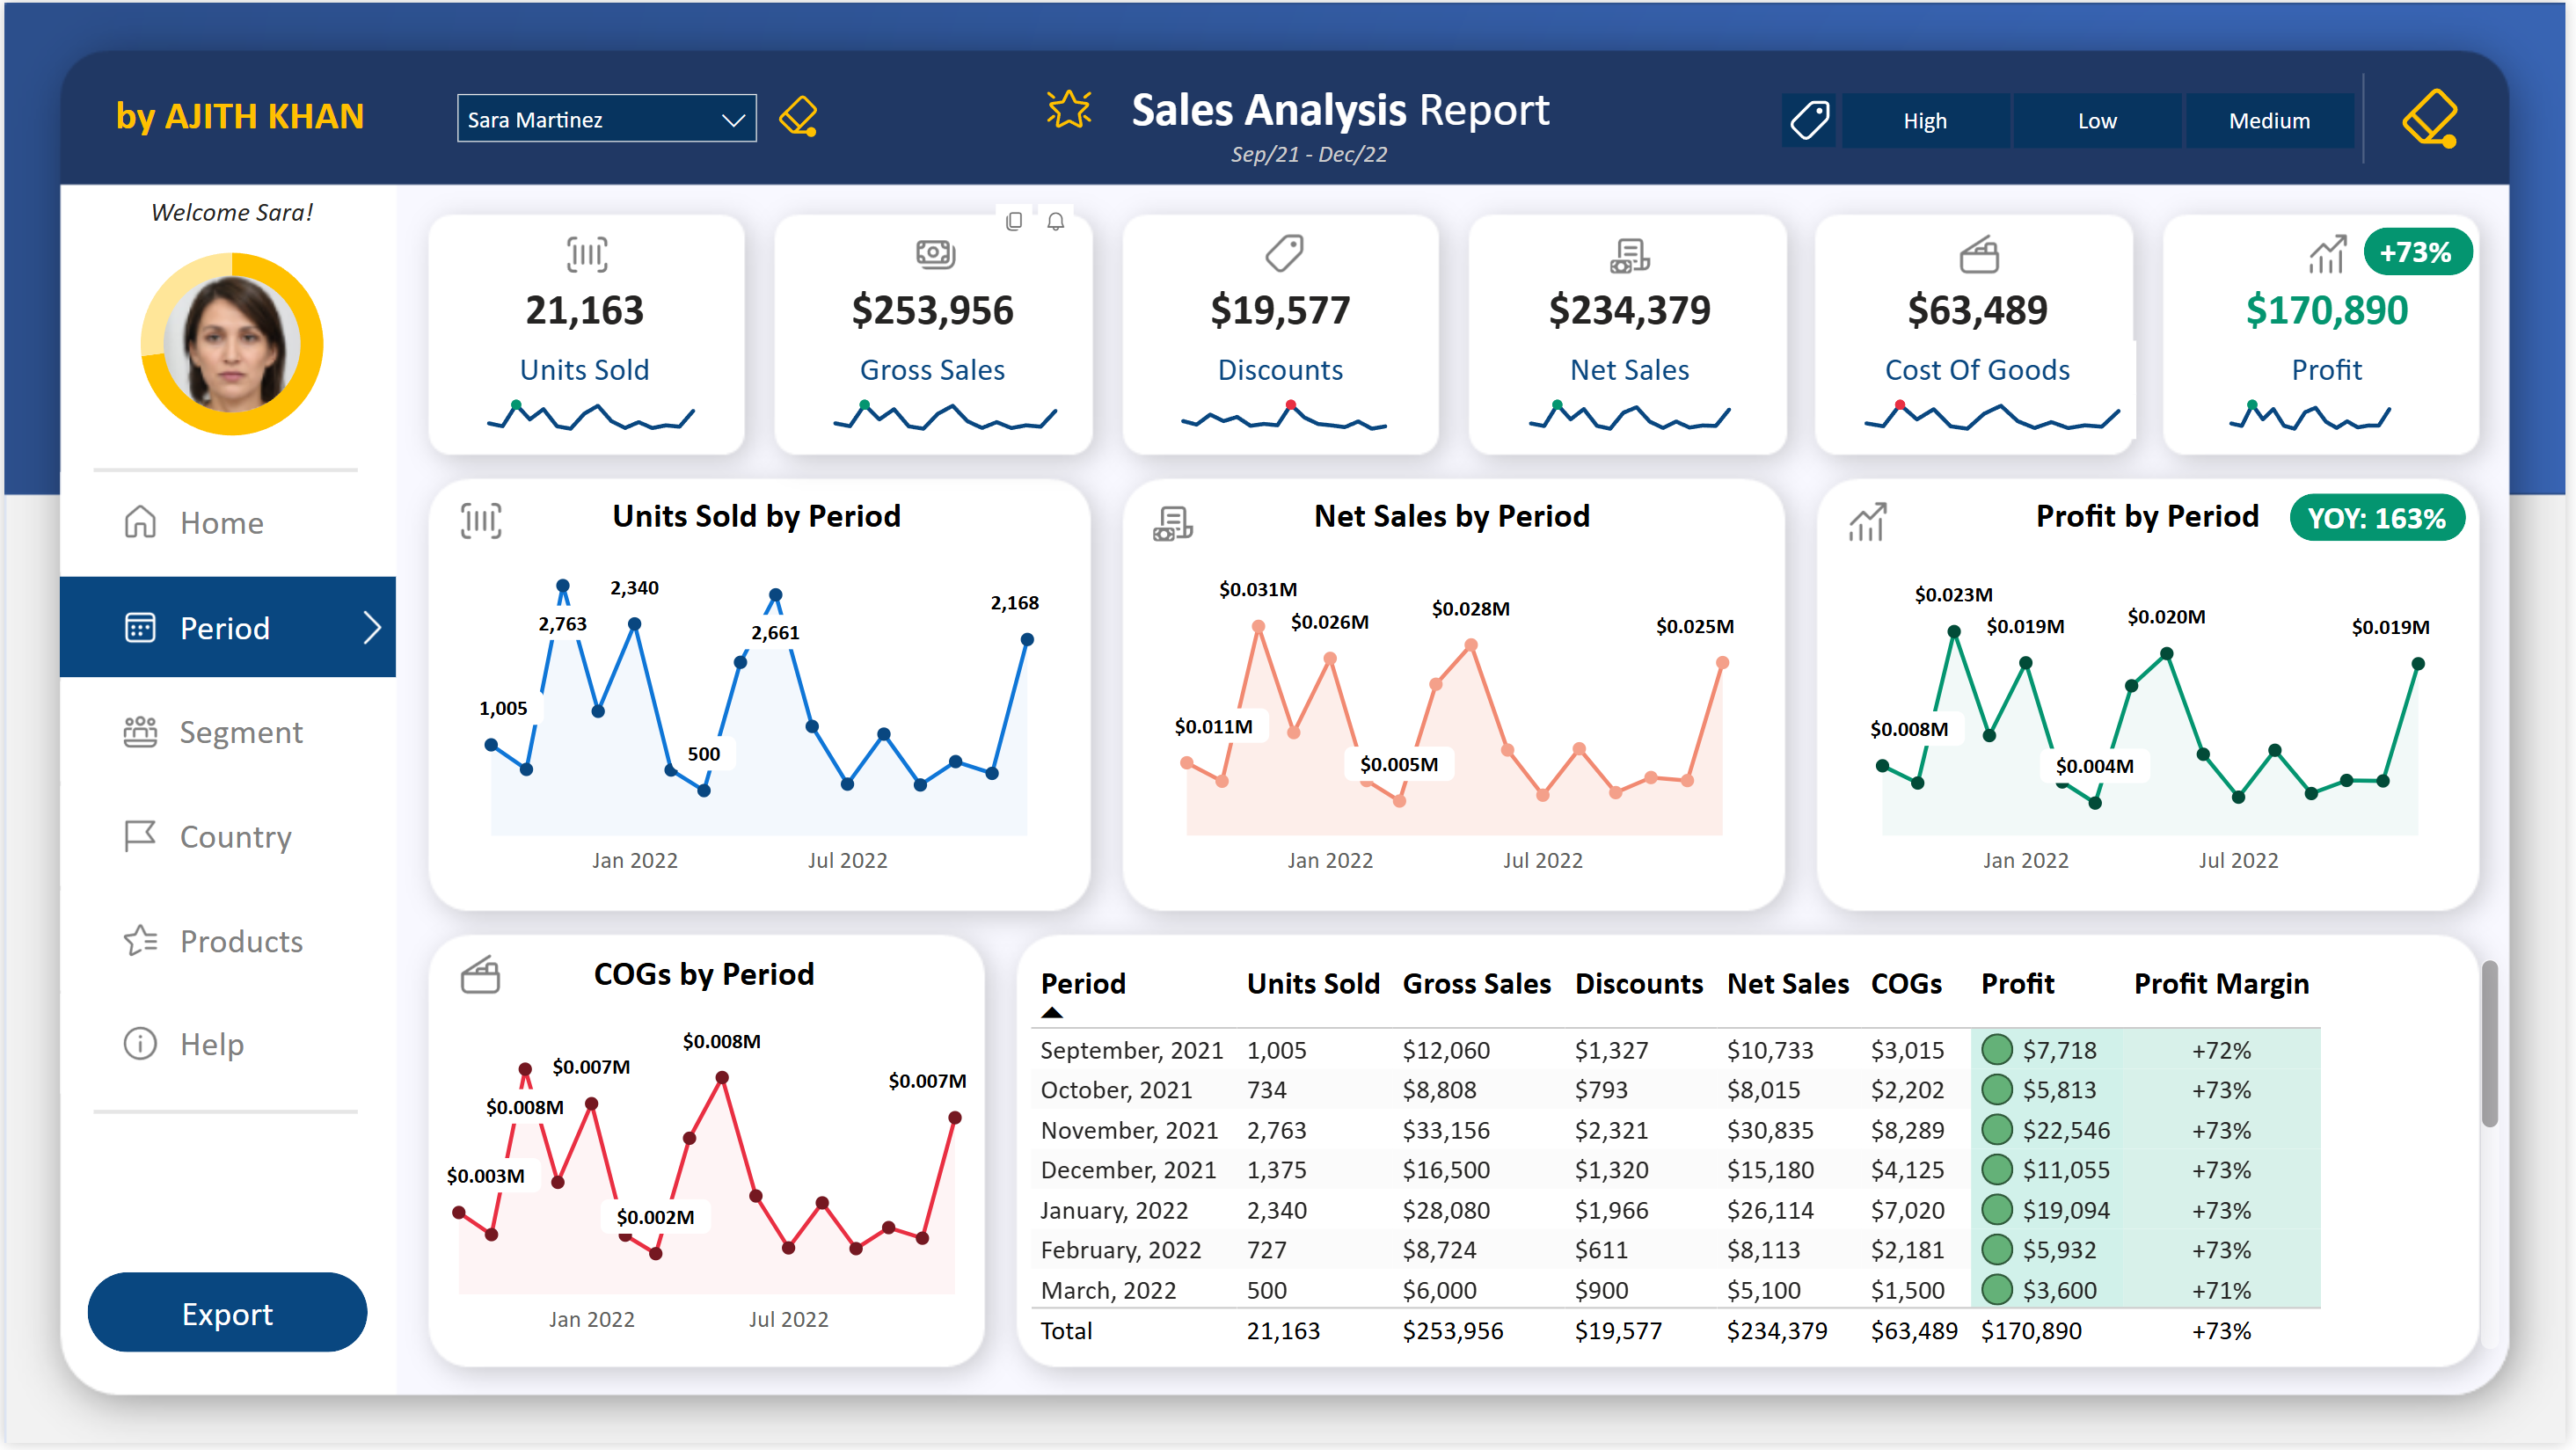 by AJITH KHAN
Sara Martinez
Sales Analysis Report
Sep/21 - Dec/22
High
Low
Medium
Welcome Sara!
Home
Period
Segment
Country
Products
Help
Export
21,163
Units Sold
$253,956
Gross Sales
$19,577
Discounts
$234,379
Net Sales
$63,489
Cost Of Goods
+73%
$170,890
Profit
Units Sold by Period
1,005
2,763
2,340
500
2,661
2,168
Jan 2022
Jul 2022
Net Sales by Period
$0.011M
$0.031M
$0.026M
$0.005M
$0.028M
$0.025M
Jan 2022
Jul 2022
Profit by Period
YOY: 163%
$0.008M
$0.023M
$0.019M
$0.004M
$0.020M
$0.019M
Jan 2022
Jul 2022
COGs by Period
$0.003M
$0.008M
$0.007M
$0.002M
$0.008M
$0.007M
Jan 2022
Jul 2022
Period Units Sold Gross Sales Discounts Net Sales COGs Profit Profit Margin
September, 2021 1,005 $12,060 $1,327 $10,733 $3,015 $7,718 +72%
October, 2021 734 $8,808 $793 $8,015 $2,202 $5,813 +73%
November, 2021 2,763 $33,156 $2,321 $30,835 $8,289 $22,546 +73%
December, 2021 1,375 $16,500 $1,320 $15,180 $4,125 $11,055 +73%
January, 2022 2,340 $28,080 $1,966 $26,114 $7,020 $19,094 +73%
February, 2022 727 $8,724 $611 $8,113 $2,181 $5,932 +73%
March, 2022 500 $6,000 $900 $5,100 $1,500 $3,600 +71%
Total 21,163 $253,956 $19,577 $234,379 $63,489 $170,890 +73%